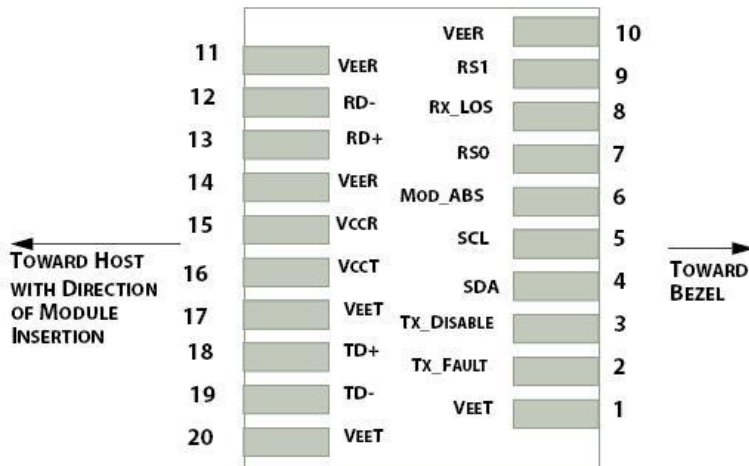 11 VEER
12 RD-
13 RD+
14 VEER
15 VCCR
16 VCCT
17 VEET
18 TD+
19 TD-
20 VEET
VEER 10
RS1 9
RX_LOS 8
RS0 7
MOD_ABS 6
SCL 5
SDA 4
TX_DISABLE 3
TX_FAULT 2
VEET 1
TOWARD HOST
WITH DIRECTION
OF MODULE
INSERTION
TOWARD
BEZEL